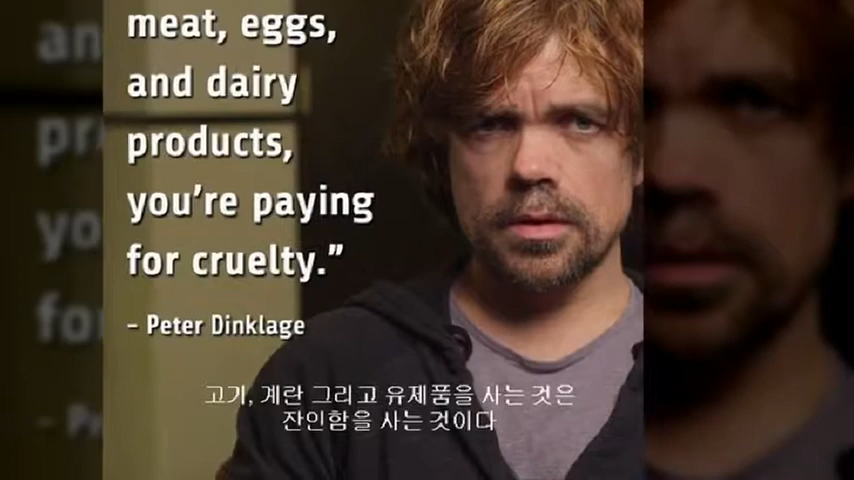 meat, eggs,
and dairy
products,
you're paying
for cruelty."
- Peter Dinklage
고기, 계란 그리고 유제품을 사는 것은
잔인함을 사는 것이다